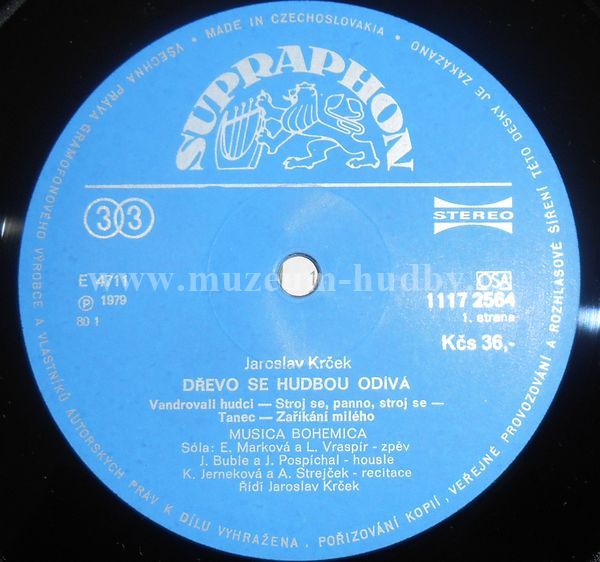 VŠECHNA PRÁVA GRAMOFONOVÉHO VÝROBCE A VLASTNÍKŮ AUTORSKÝCH PRÁV K DÍLU VYHRAŽENA. POŘIZOVÁNÍ KOPIÍ, VEŘEJNÉ PROVOZOVÁNÍ A ROZHLASOVÉ ŠÍŘENÍ TÉTO DESKY JE ZAKÁZÁNO • MADE IN CZECHOSLOVAKIA •
SUPRAPHON
33
STEREO
www.muzeum-hudby.
E 4711
Ⓟ 1979
80 1
1
OSA
1117 2564
1. strana
Kčs 36,-
Jaroslav Krček
DŘEVO SE HUDBOU ODÍVÁ
Vandrovali hudci — Stroj se, panno, stroj se —
Tanec — Zaříkání milého
MUSICA BOHEMICA
Sóla: E. Marková a L. Vraspír - zpěv
J. Buble a J. Pospíchal - housle
K. Jerneková a A. Strejček - recitace
Řídí Jaroslav Krček